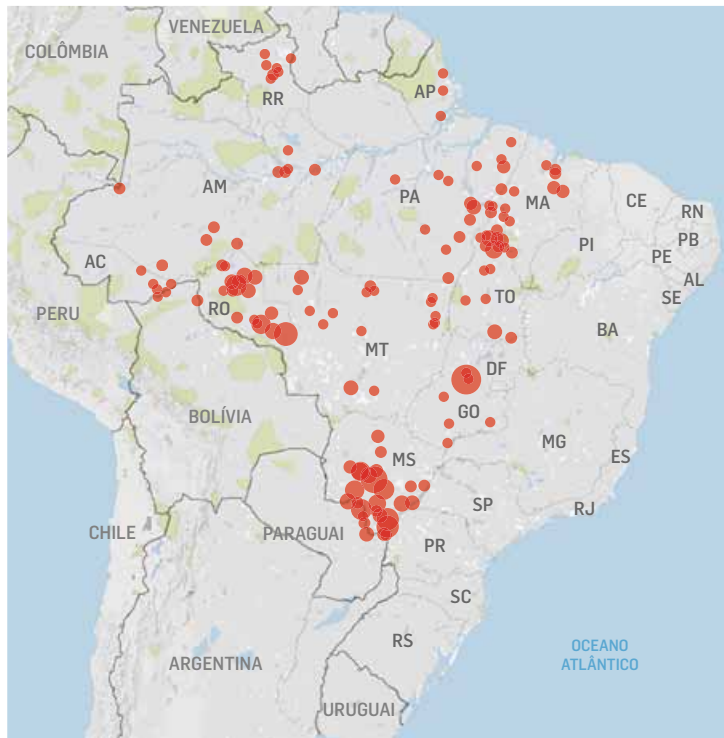 VENEZUELA
COLÔMBIA
RR
AP
AM
PA
MA
CE
RN
PB
PI
PE
AC
AL
SE
TO
RO
PERU
BA
MT
DF
GO
BOLÍVIA
MG
MS
ES
SP
RJ
CHILE
PARAGUAI
PR
SC
RS
OCEANO
ATLÂNTICO
ARGENTINA
URUGUAI